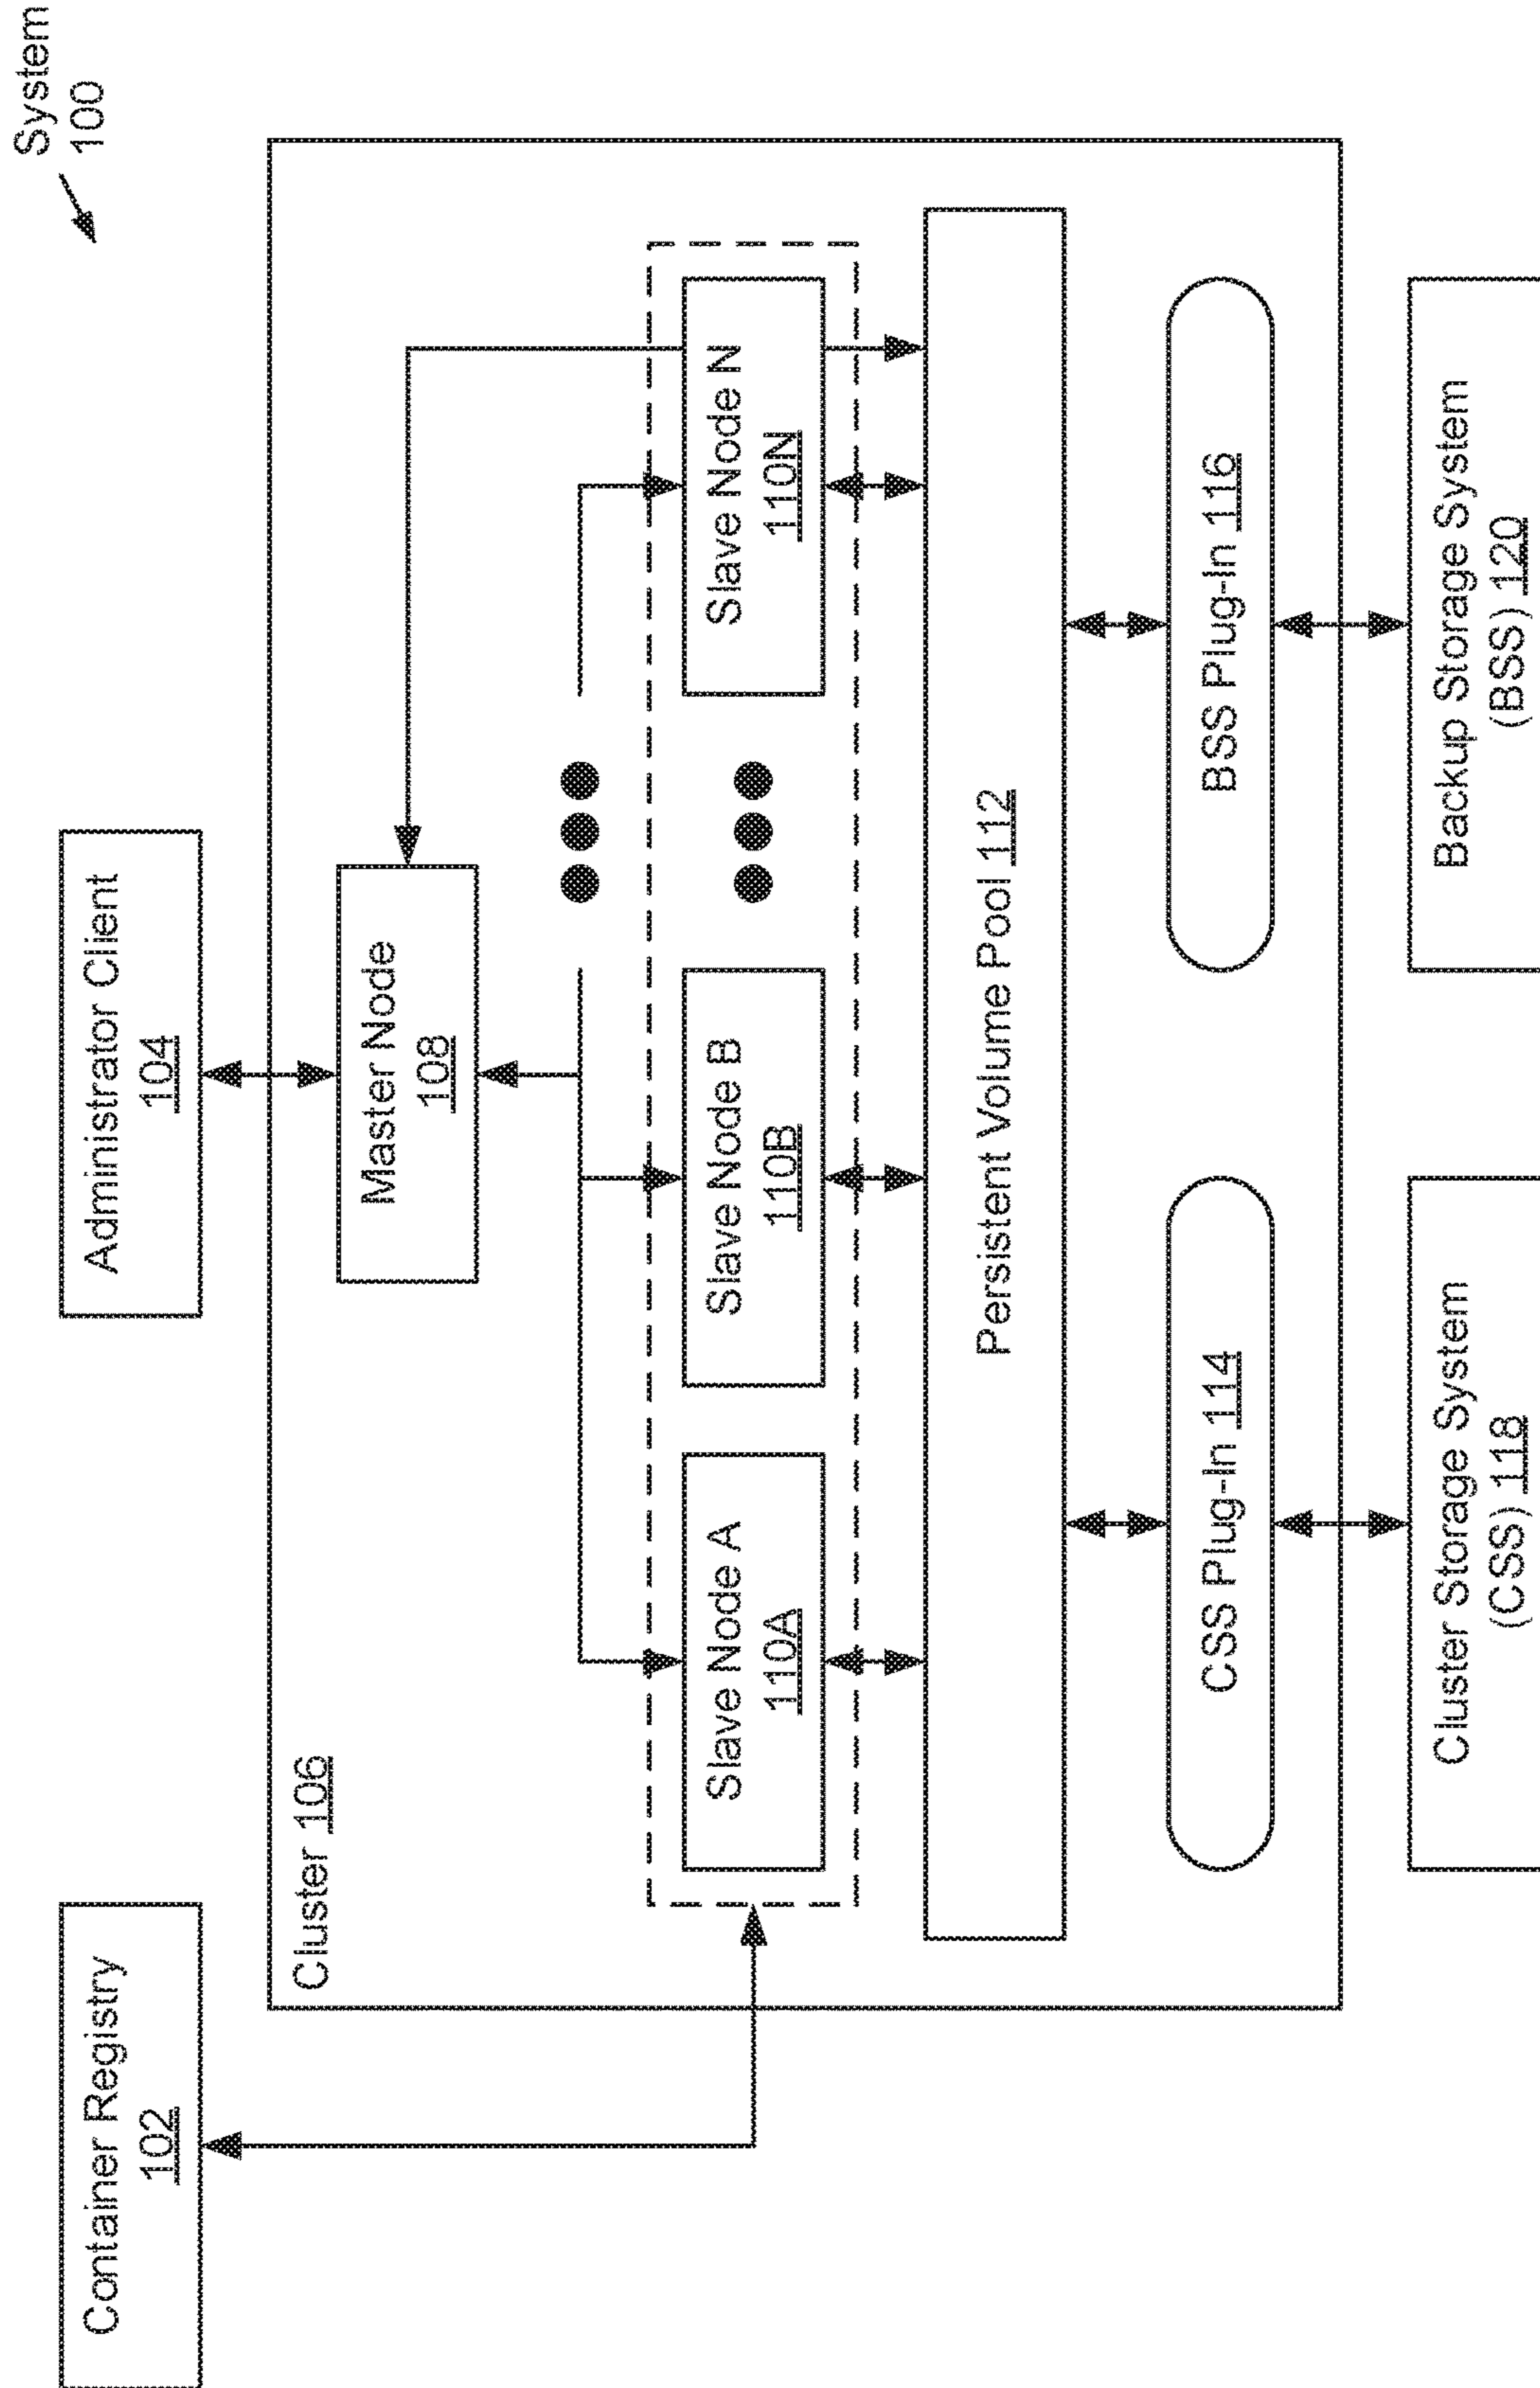 System
100
Container Registry
102
Administrator Client
104
Cluster 106
Master Node
108
Slave Node A
110A
Slave Node B
110B
Slave Node N
110N
Persistent Volume Pool 112
CSS Plug-In 114
BSS Plug-In 116
Cluster Storage System
(CSS) 118
Backup Storage System
(BSS) 120